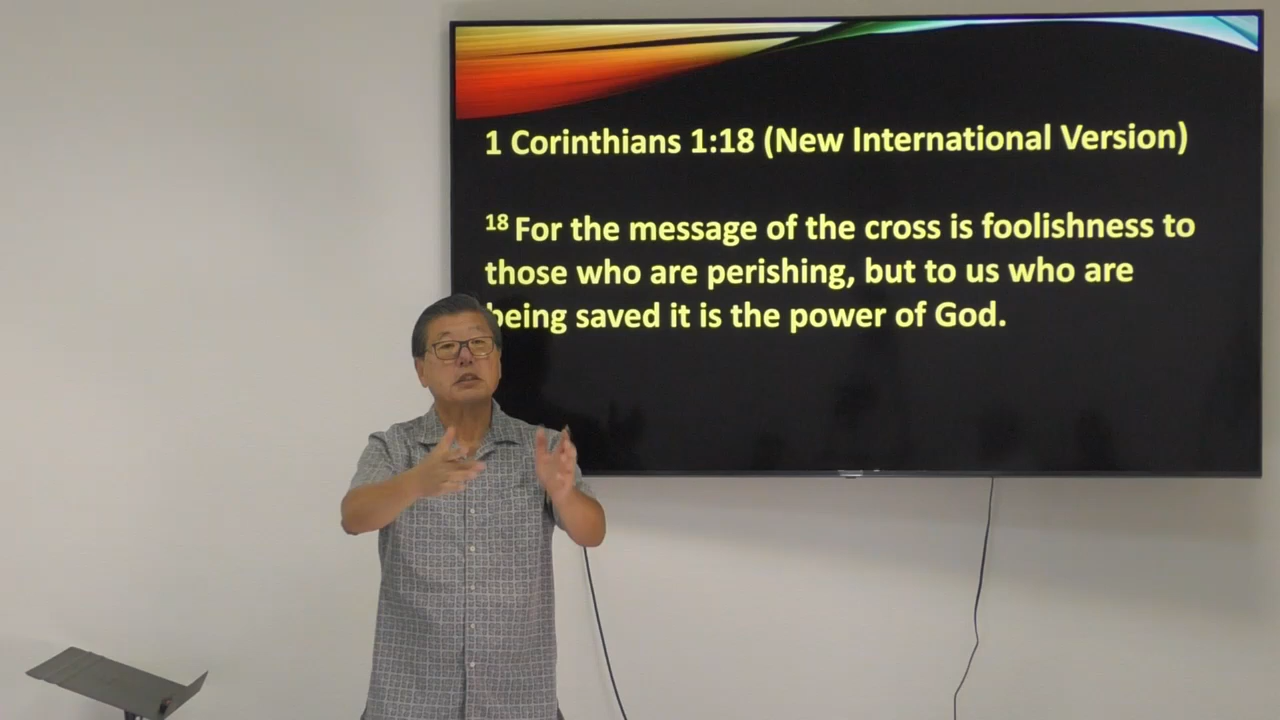 1 Corinthians 1:18 (New International Version)
18 For the message of the cross is foolishness to
those who are perishing, but to us who are
being saved it is the power of God.